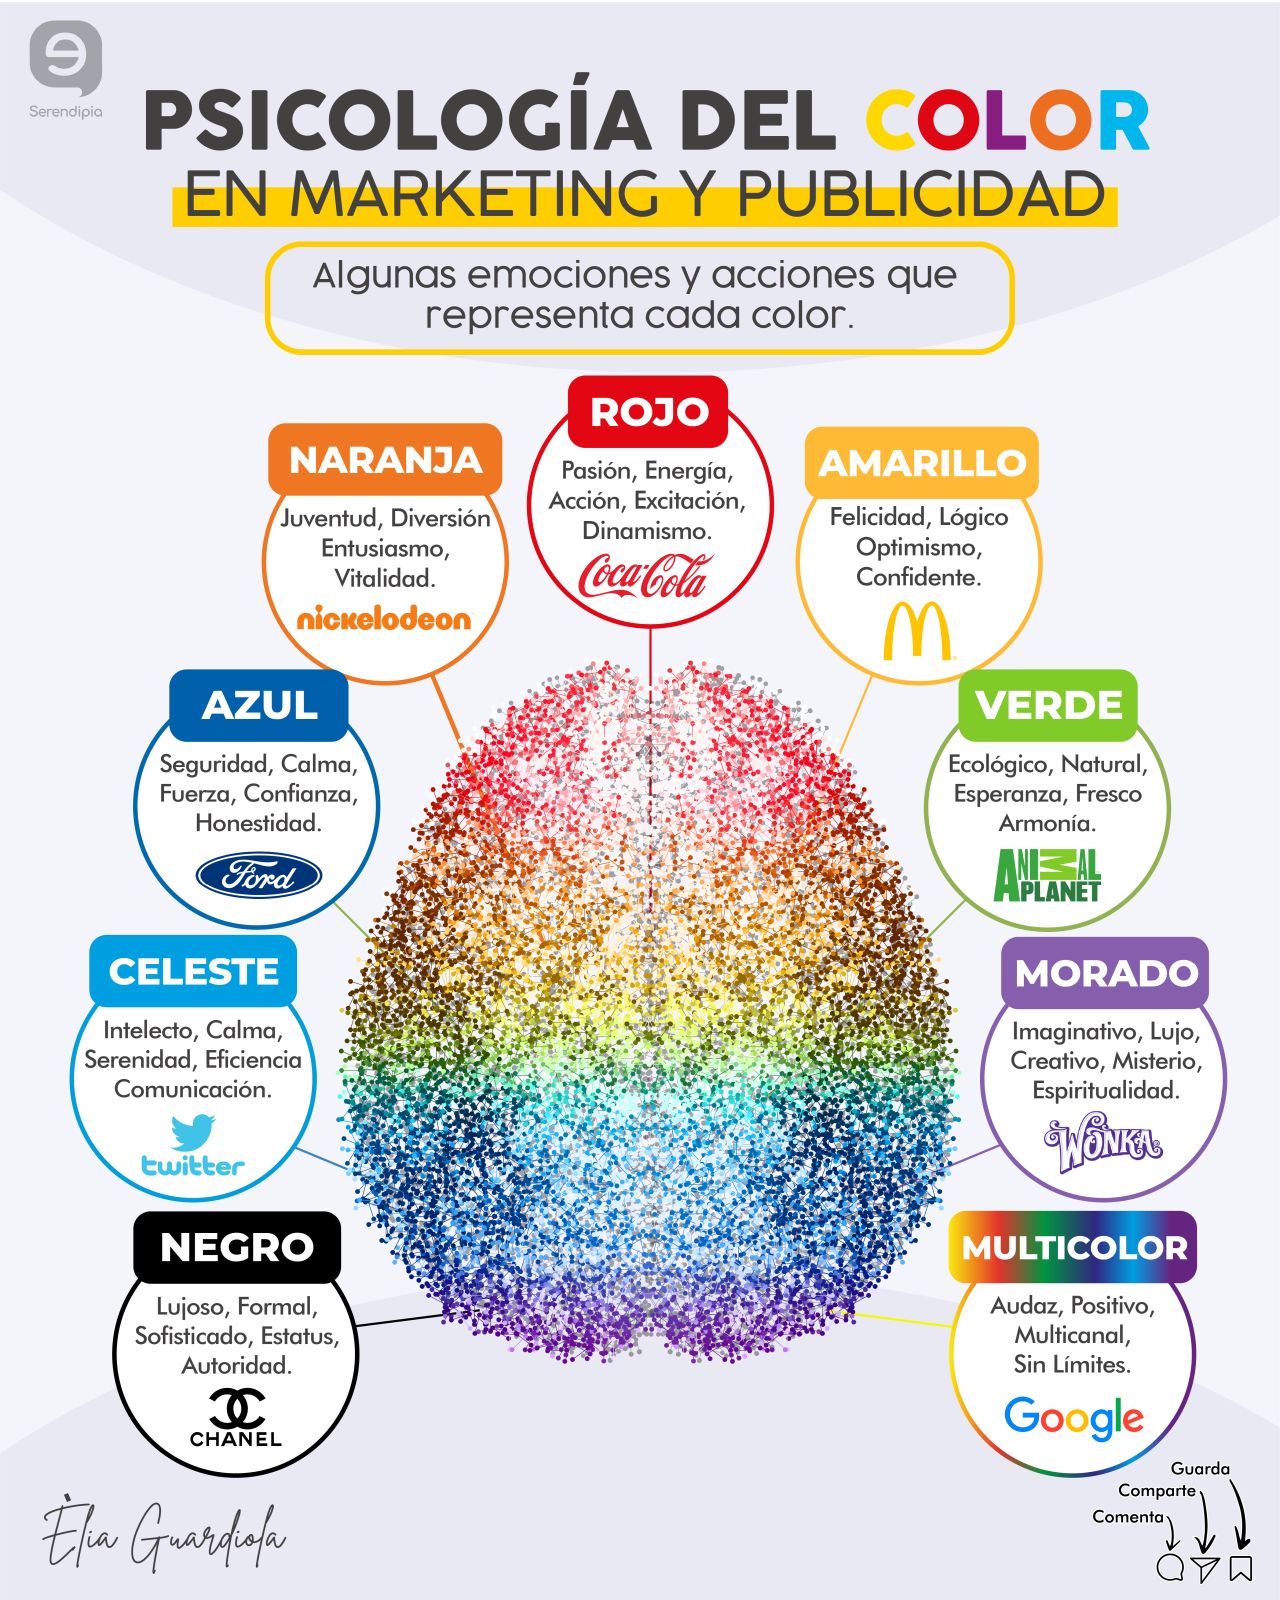 Serendipia
PSICOLOGÍA DEL COLOR
EN MARKETING Y PUBLICIDAD
Algunas emociones y acciones que
representa cada color.
ROJO
Pasión, Energía,
Acción, Excitación,
Dinamismo.
Coca-Cola
NARANJA
Juventud, Diversión
Entusiasmo,
Vitalidad.
nickelodeon
AMARILLO
Felicidad, Lógico
Optimismo,
Confidente.
AZUL
Seguridad, Calma,
Fuerza, Confianza,
Honestidad.
Ford
VERDE
Ecológico, Natural,
Esperanza, Fresco
Armonía.
ANIMAL
PLANET
CELESTE
Intelecto, Calma,
Serenidad, Eficiencia
Comunicación.
twitter
MORADO
Imaginativo, Lujo,
Creativo, Misterio,
Espiritualidad.
WONKA
NEGRO
Lujoso, Formal,
Sofisticado, Estatus,
Autoridad.
CHANEL
MULTICOLOR
Audaz, Positivo,
Multicanal,
Sin Límites.
Google
Èlia Guardiola
Guarda
Comparte
Comenta